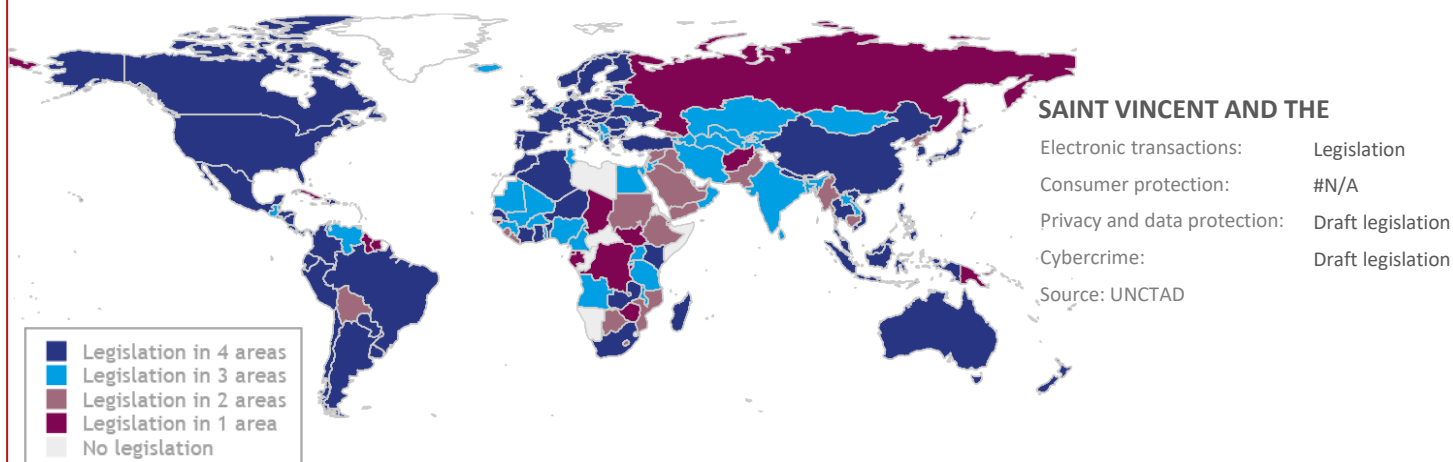 SAINT VINCENT AND THE
Electronic transactions: Legislation
Consumer protection: #N/A
Privacy and data protection: Draft legislation
Cybercrime: Draft legislation
Source: UNCTAD
Legislation in 4 areas
Legislation in 3 areas
Legislation in 2 areas
Legislation in 1 area
No legislation